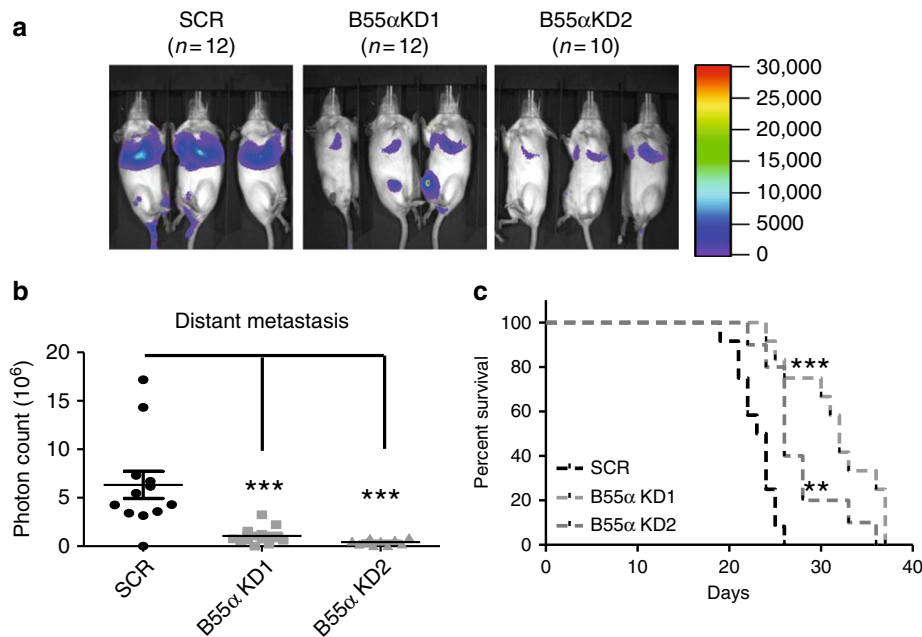 a
SCR
(n=12)
B55αKD1
(n=12)
B55αKD2
(n=10)
30,000
25,000
20,000
15,000
10,000
5000
0
b
Distant metastasis
Photon count (10⁶)
20
15
10
5
0
***
***
SCR
B55α KD1
B55α KD2
c
Percent survival
100
80
60
40
20
0
***
**
SCR
B55α KD1
B55α KD2
0
10
20
30
40
Days